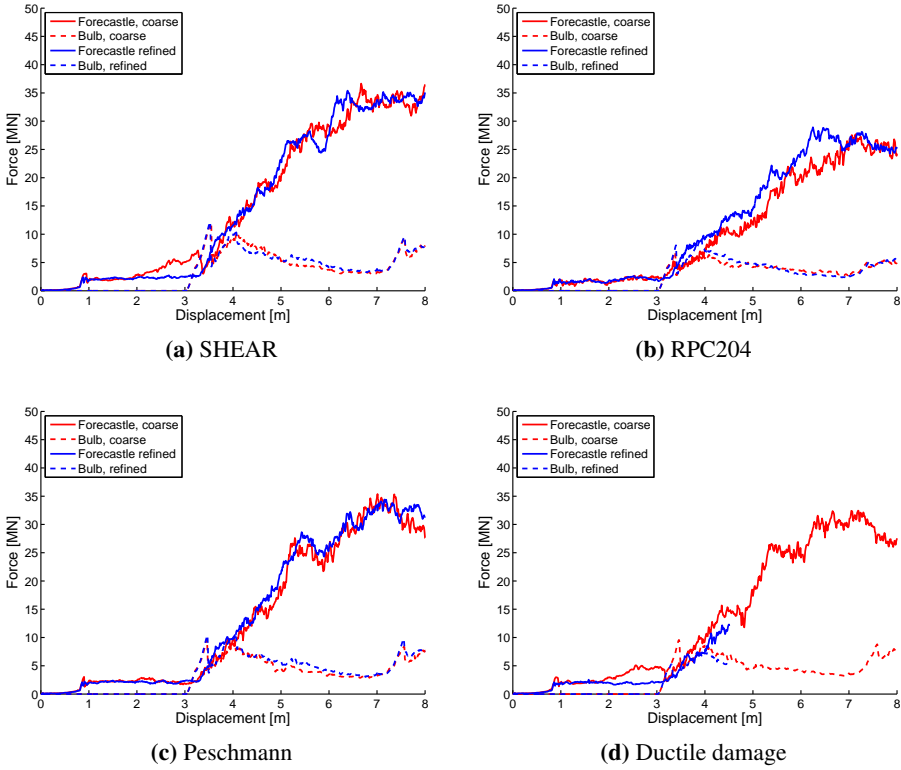 50
45
40
35
30
25
20
15
10
5
0
Force [MN]
Forecastle, coarse
Bulb, coarse
Forecastle refined
Bulb, refined
0 1 2 3 4 5 6 7 8
Displacement [m]
(a) SHEAR
50
45
40
35
30
25
20
15
10
5
0
Force [MN]
Forecastle, coarse
Bulb, coarse
Forecastle refined
Bulb, refined
0 1 2 3 4 5 6 7 8
Displacement [m]
(b) RPC204
50
45
40
35
30
25
20
15
10
5
0
Force [MN]
Forecastle, coarse
Bulb, coarse
Forecastle refined
Bulb, refined
0 1 2 3 4 5 6 7 8
Displacement [m]
(c) Peschmann
50
45
40
35
30
25
20
15
10
5
0
Force [MN]
Forecastle, coarse
Bulb, coarse
Forecastle refined
Bulb, refined
0 1 2 3 4 5 6 7 8
Displacement [m]
(d) Ductile damage